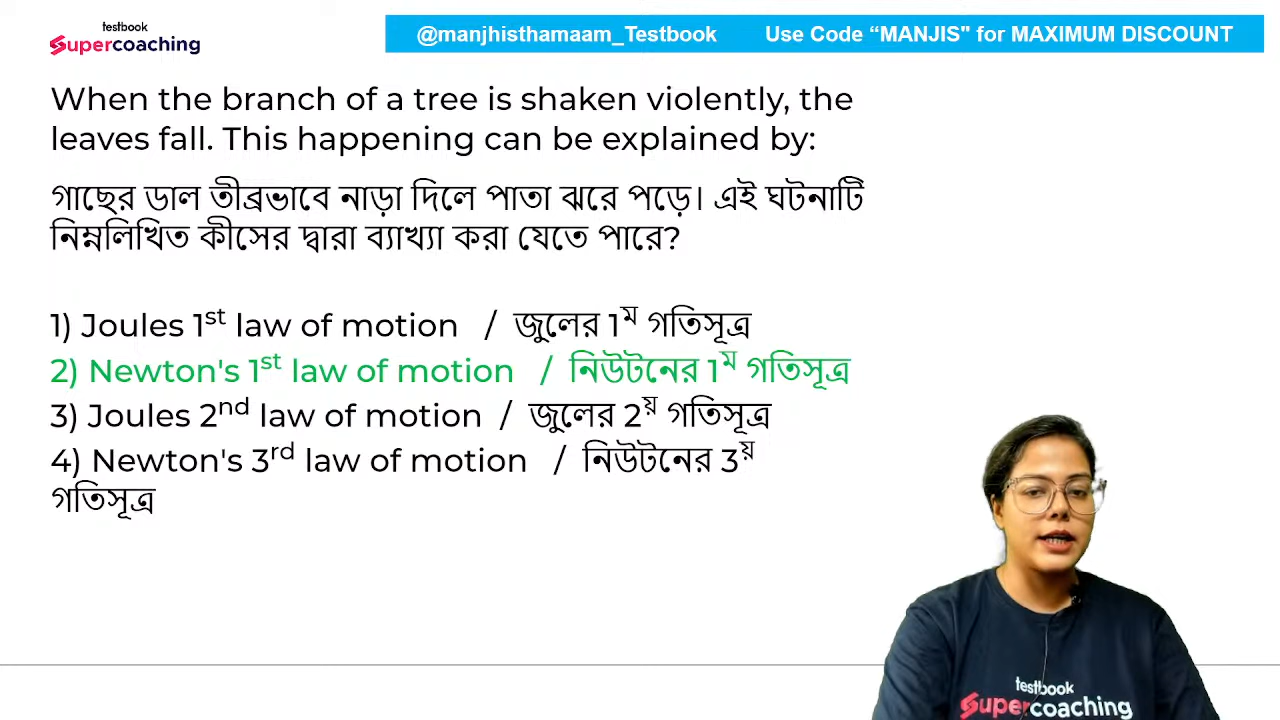 testbook
Supercoaching
@manjhisthamaam_Testbook Use Code “MANJIS" for MAXIMUM DISCOUNT
When the branch of a tree is shaken violently, the
leaves fall. This happening can be explained by:
গাছের ডাল তীব্রভাবে নাড়া দিলে পাতা ঝরে পড়ে। এই ঘটনাটি
নিম্নলিখিত কীসের দ্বারা ব্যাখ্যা করা যেতে পারে?
1) Joules 1st law of motion / জুলের 1ম গতিসূত্র
2) Newton's 1st law of motion / নিউটনের 1ম গতিসূত্র
3) Joules 2nd law of motion / জুলের 2য় গতিসূত্র
4) Newton's 3rd law of motion / নিউটনের 3য়
গতিসূত্র
testbook
Supercoaching